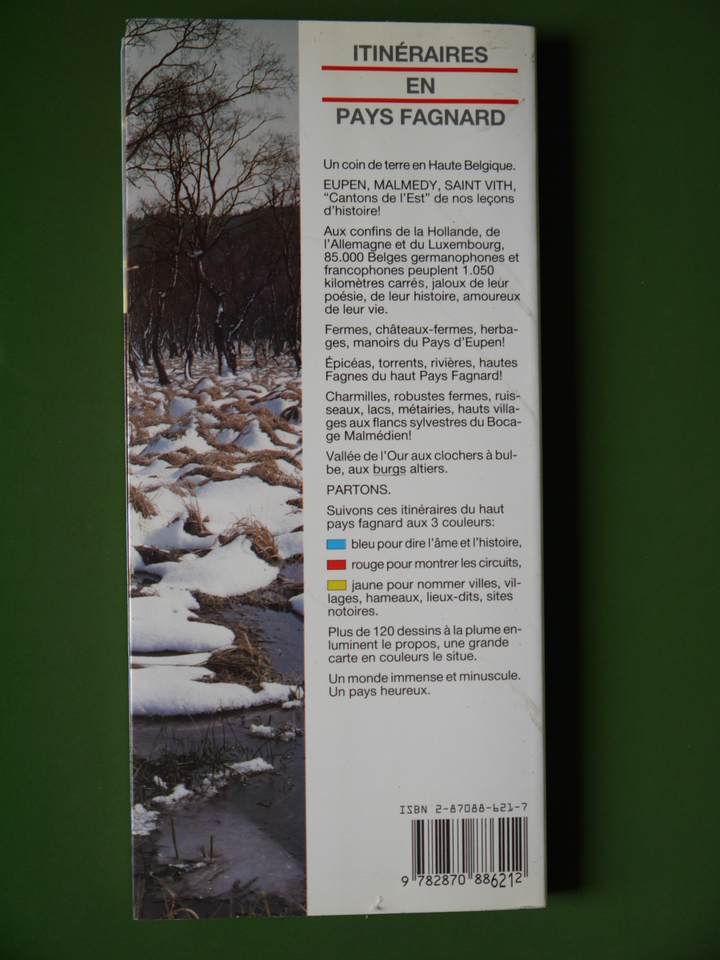 ITINÉRAIRES
EN
PAYS FAGNARD
Un coin de terre en Haute Belgique.
EUPEN, MALMEDY, SAINT VITH,
"Cantons de l'Est" de nos leçons
d'histoire!
Aux confins de la Hollande, de
l'Allemagne et du Luxembourg,
85.000 Belges germanophones et
francophones peuplent 1.050
kilomètres carrés, jaloux de leur
poésie, de leur histoire, amoureux
de leur vie.
Fermes, châteaux-fermes, herba-
ges, manoirs du Pays d'Eupen!
Épicéas, torrents, rivières, hautes
Fagnes du haut Pays Fagnard!
Charmilles, robustes fermes, ruis-
seaux, lacs, métairies, hauts villa-
ges aux flancs sylvestres du Boca-
ge Malmédien!
Vallée de l'Our aux clochers à bul-
be, aux burgs altiers.
PARTONS.
Suivons ces itinéraires du haut
pays fagnard aux 3 couleurs:
bleu pour dire l'âme et l'histoire,
rouge pour montrer les circuits,
jaune pour nommer villes, vil-
lages, hameaux, lieux-dits, sites
notoires.
Plus de 120 dessins à la plume en-
luminent le propos, une grande
carte en couleurs le situe.
Un monde immense et minuscule.
Un pays heureux.
ISBN 2-87088-621-7
9 782870 886212